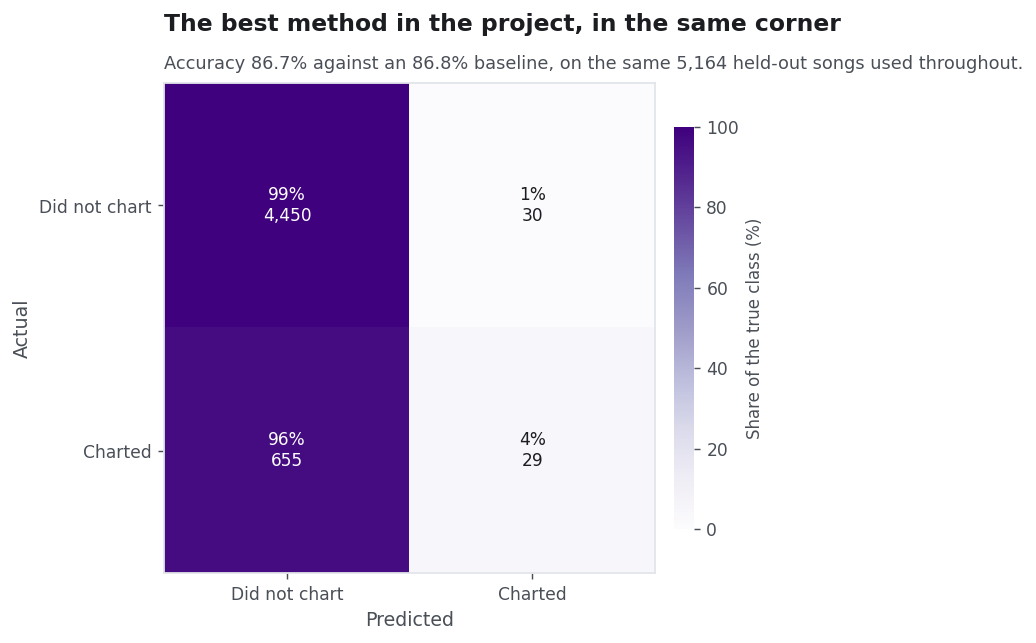 The best method in the project, in the same corner
Accuracy 86.7% against an 86.8% baseline, on the same 5,164 held-out songs used throughout.
Actual
Did not chart
99%
4,450
1%
30
Charted
96%
655
4%
29
Did not chart
Charted
Predicted
100
80
60
40
20
0
Share of the true class (%)